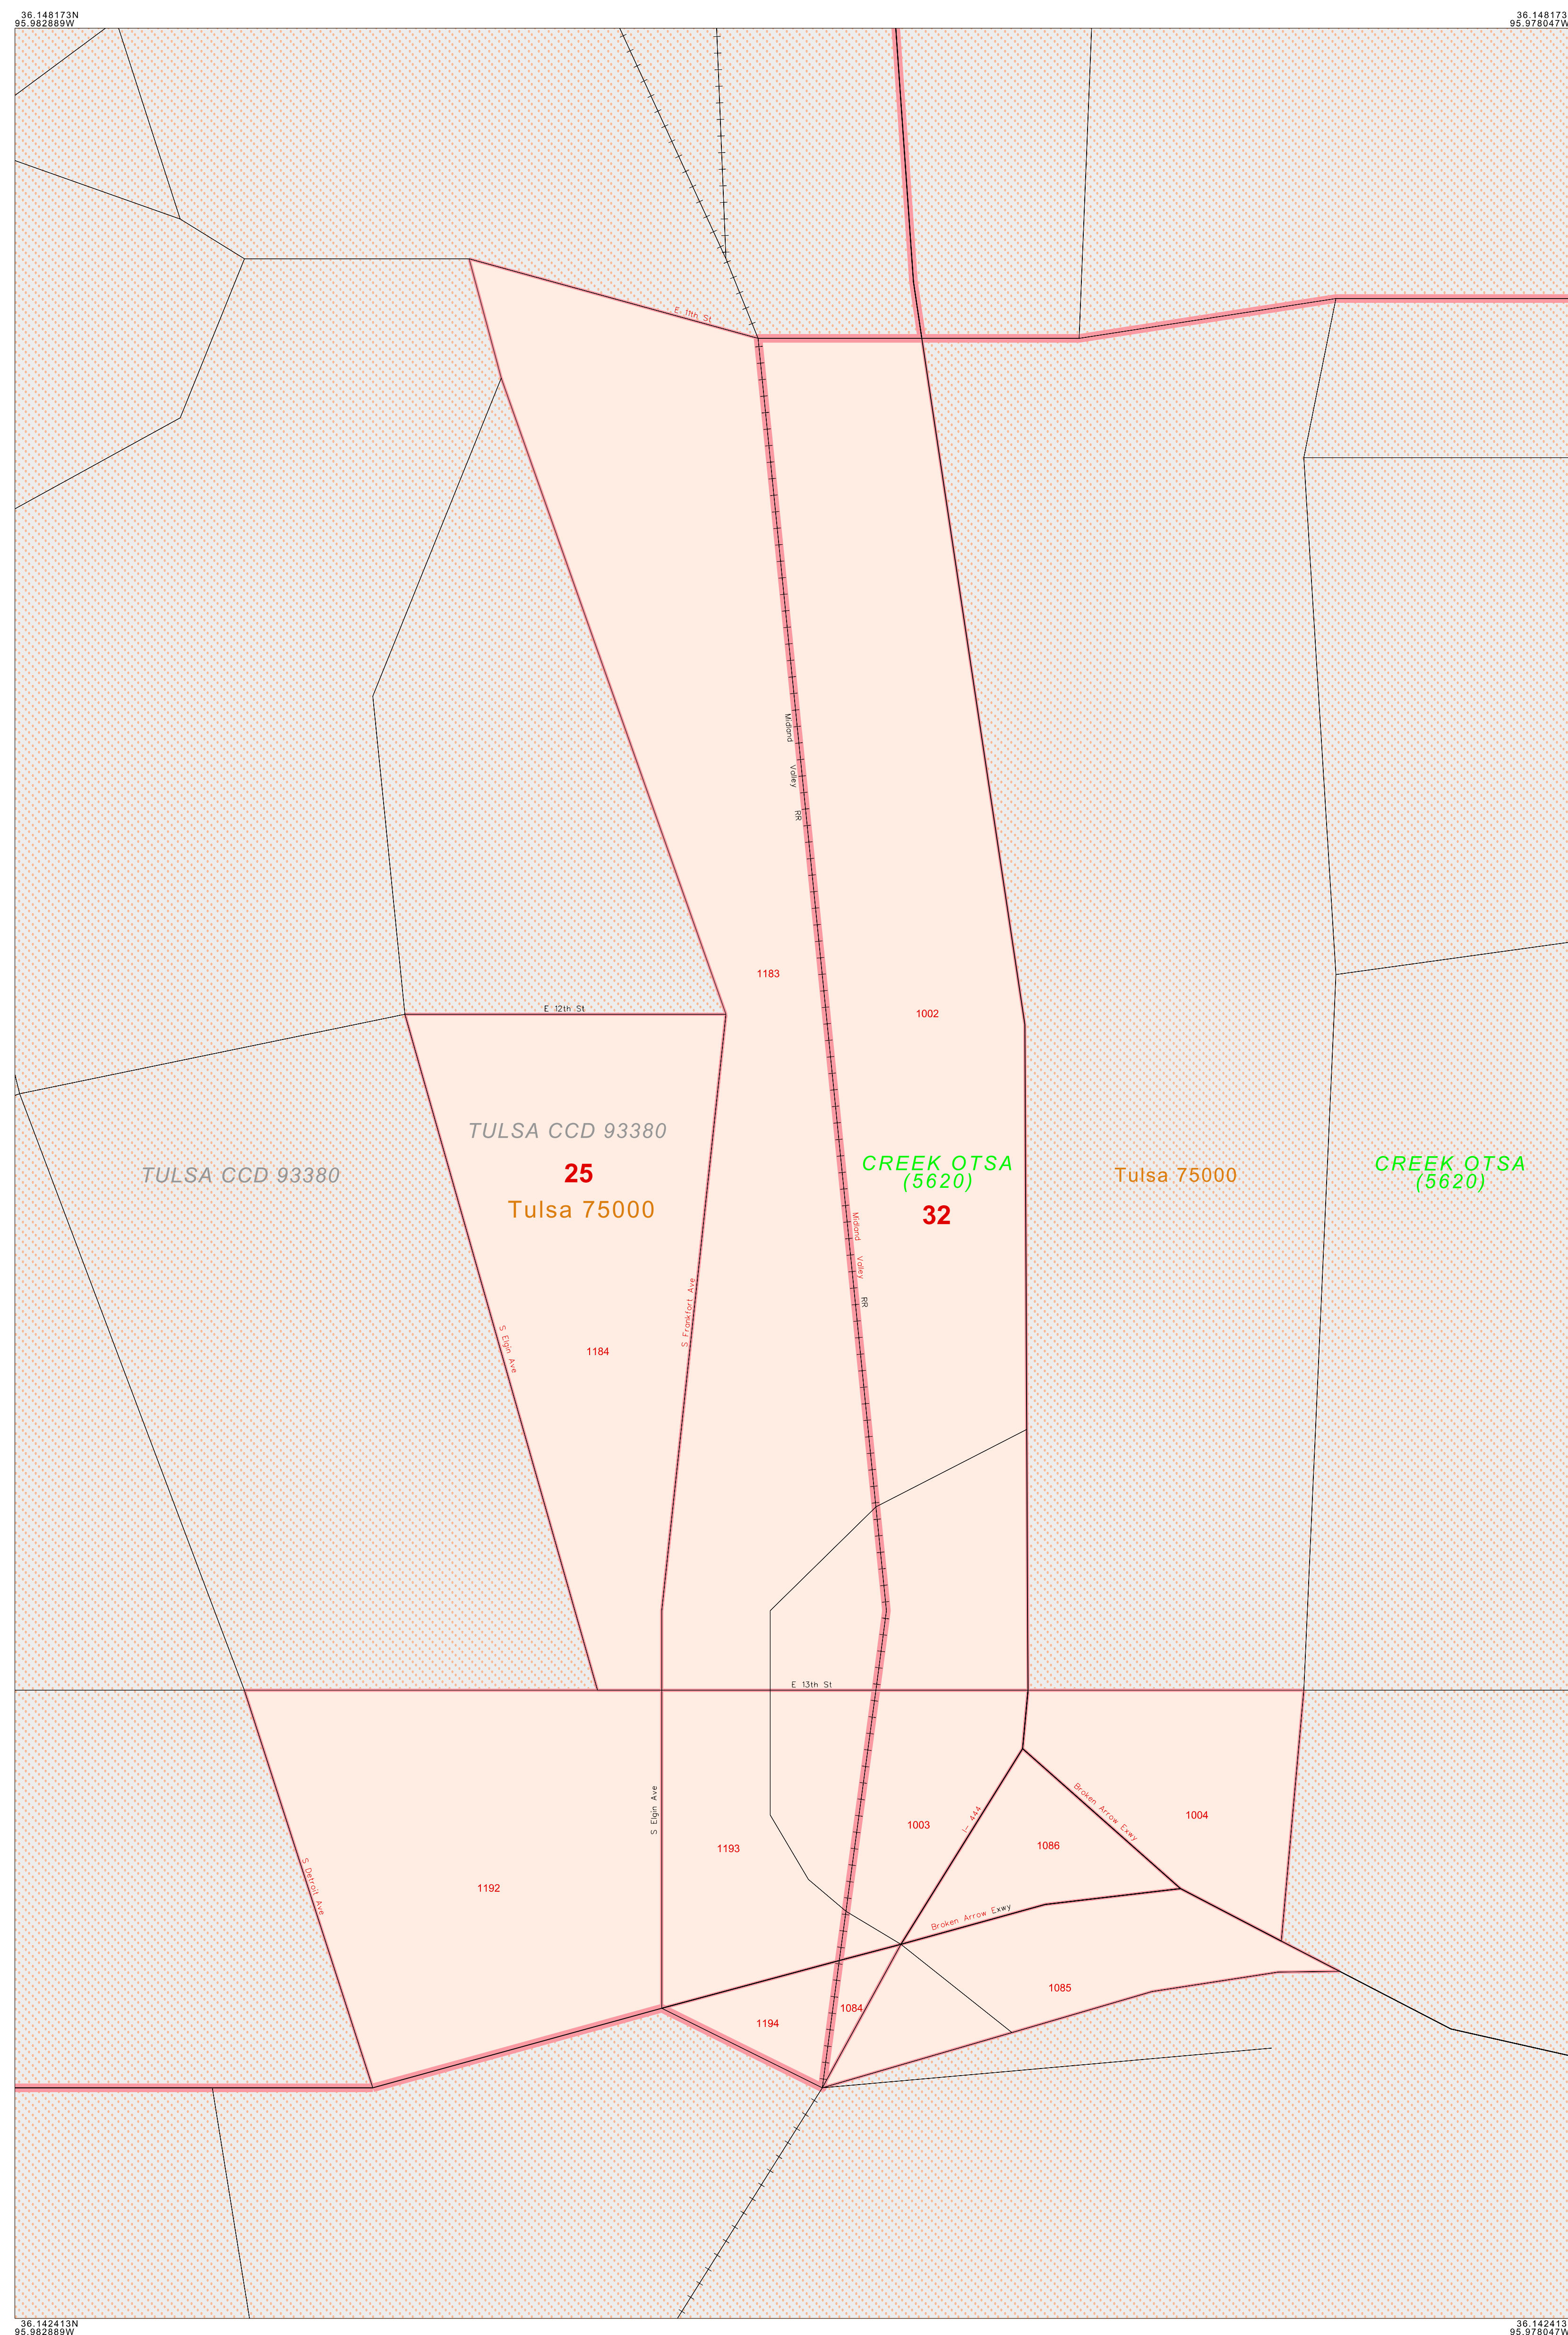 36.148173N
95.982889W
36.148173
95.978047W
E 11th St
Midland Valley RR
1183
E 12th St
1002
TULSA CCD 93380
TULSA CCD 93380
25
Tulsa 75000
CREEK OTSA
(5620)
32
Tulsa 75000
CREEK OTSA
(5620)
Midland Valley RR
S Frankfort Ave
S Elgin Ave
1184
E 13th St
S Elgin Ave
Broken Arrow Exwy
I- 444
1004
1003
1086
1193
S Detroit Ave
1192
Broken Arrow Exwy
1085
1084
1194
36.142413N
95.982889W
36.142413
95.978047W